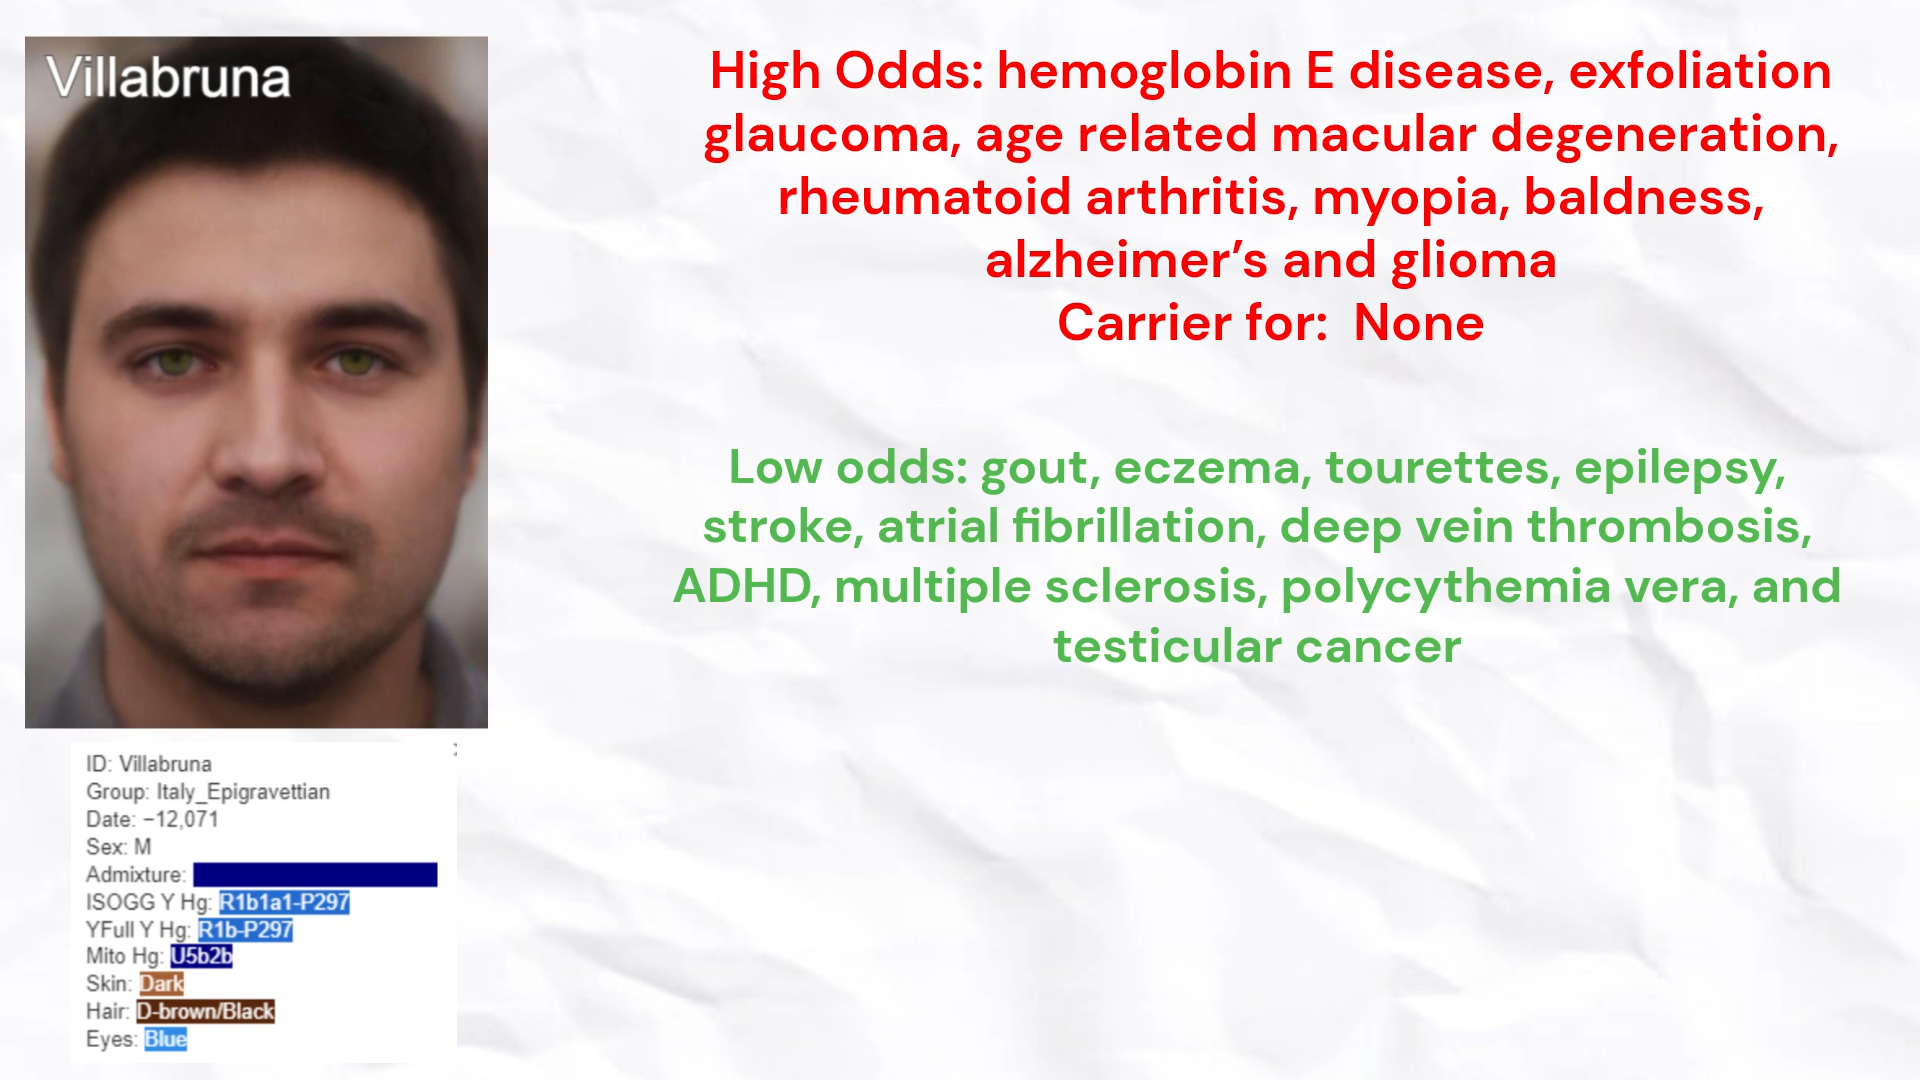 Villabruna
High Odds: hemoglobin E disease, exfoliation
glaucoma, age related macular degeneration,
rheumatoid arthritis, myopia, baldness,
alzheimer’s and glioma
Carrier for:  None
Low odds: gout, eczema, tourettes, epilepsy,
stroke, atrial fibrillation, deep vein thrombosis,
ADHD, multiple sclerosis, polycythemia vera, and
testicular cancer
ID: Villabruna
Group: Italy_Epigravettian
Date: −12,071
Sex: M
Admixture:
ISOGG Y Hg: R1b1a1-P297
YFull Y Hg: R1b-P297
Mito Hg: U5b2b
Skin: Dark
Hair: D-brown/Black
Eyes: Blue